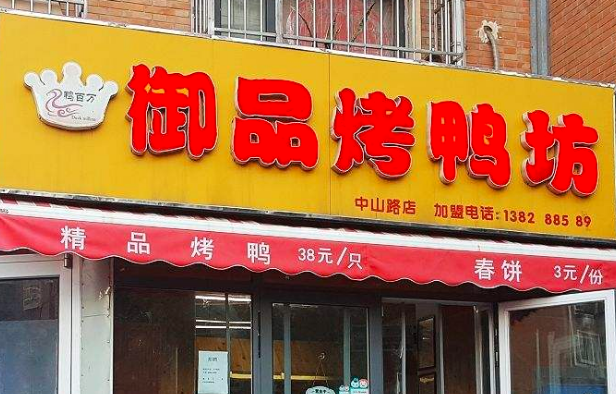 鸭百万
御品烤鸭坊
中山路店 加盟电话:1382 885 89
精品烤鸭 38元/只 春饼 3元/份